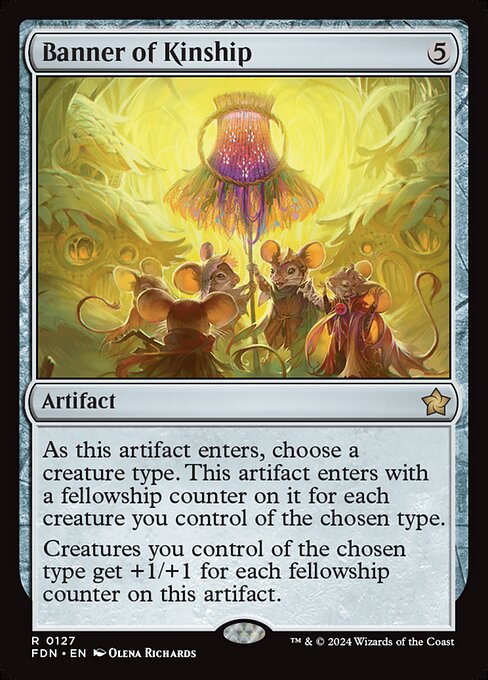 Banner of Kinship 5
Artifact
As this artifact enters, choose a
creature type. This artifact enters with
a fellowship counter on it for each
creature you control of the chosen type.
Creatures you control of the chosen
type get +1/+1 for each fellowship
counter on this artifact.
R 0127
FDN • EN Olena Richards
™ & © 2024 Wizards of the Coast